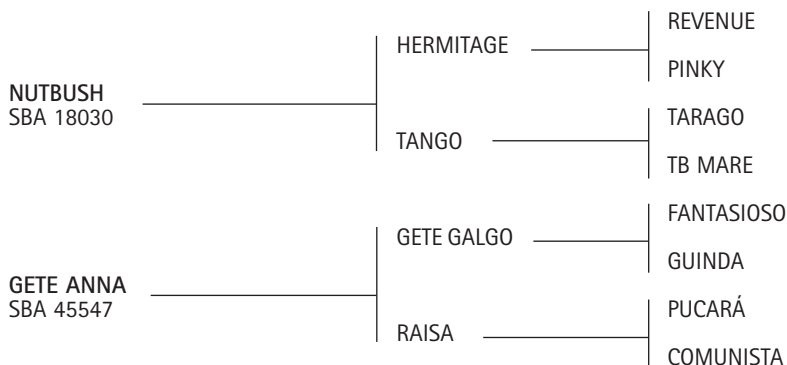 REVENUE
HERMITAGE
PINKY
NUTBUSH
SBA 18030
TARAGO
TANGO
TB MARE
FANTASIOSO
GETE GALGO
GUINDA
GETE ANNA
SBA 45547
PUCARÁ
RAISA
COMUNISTA